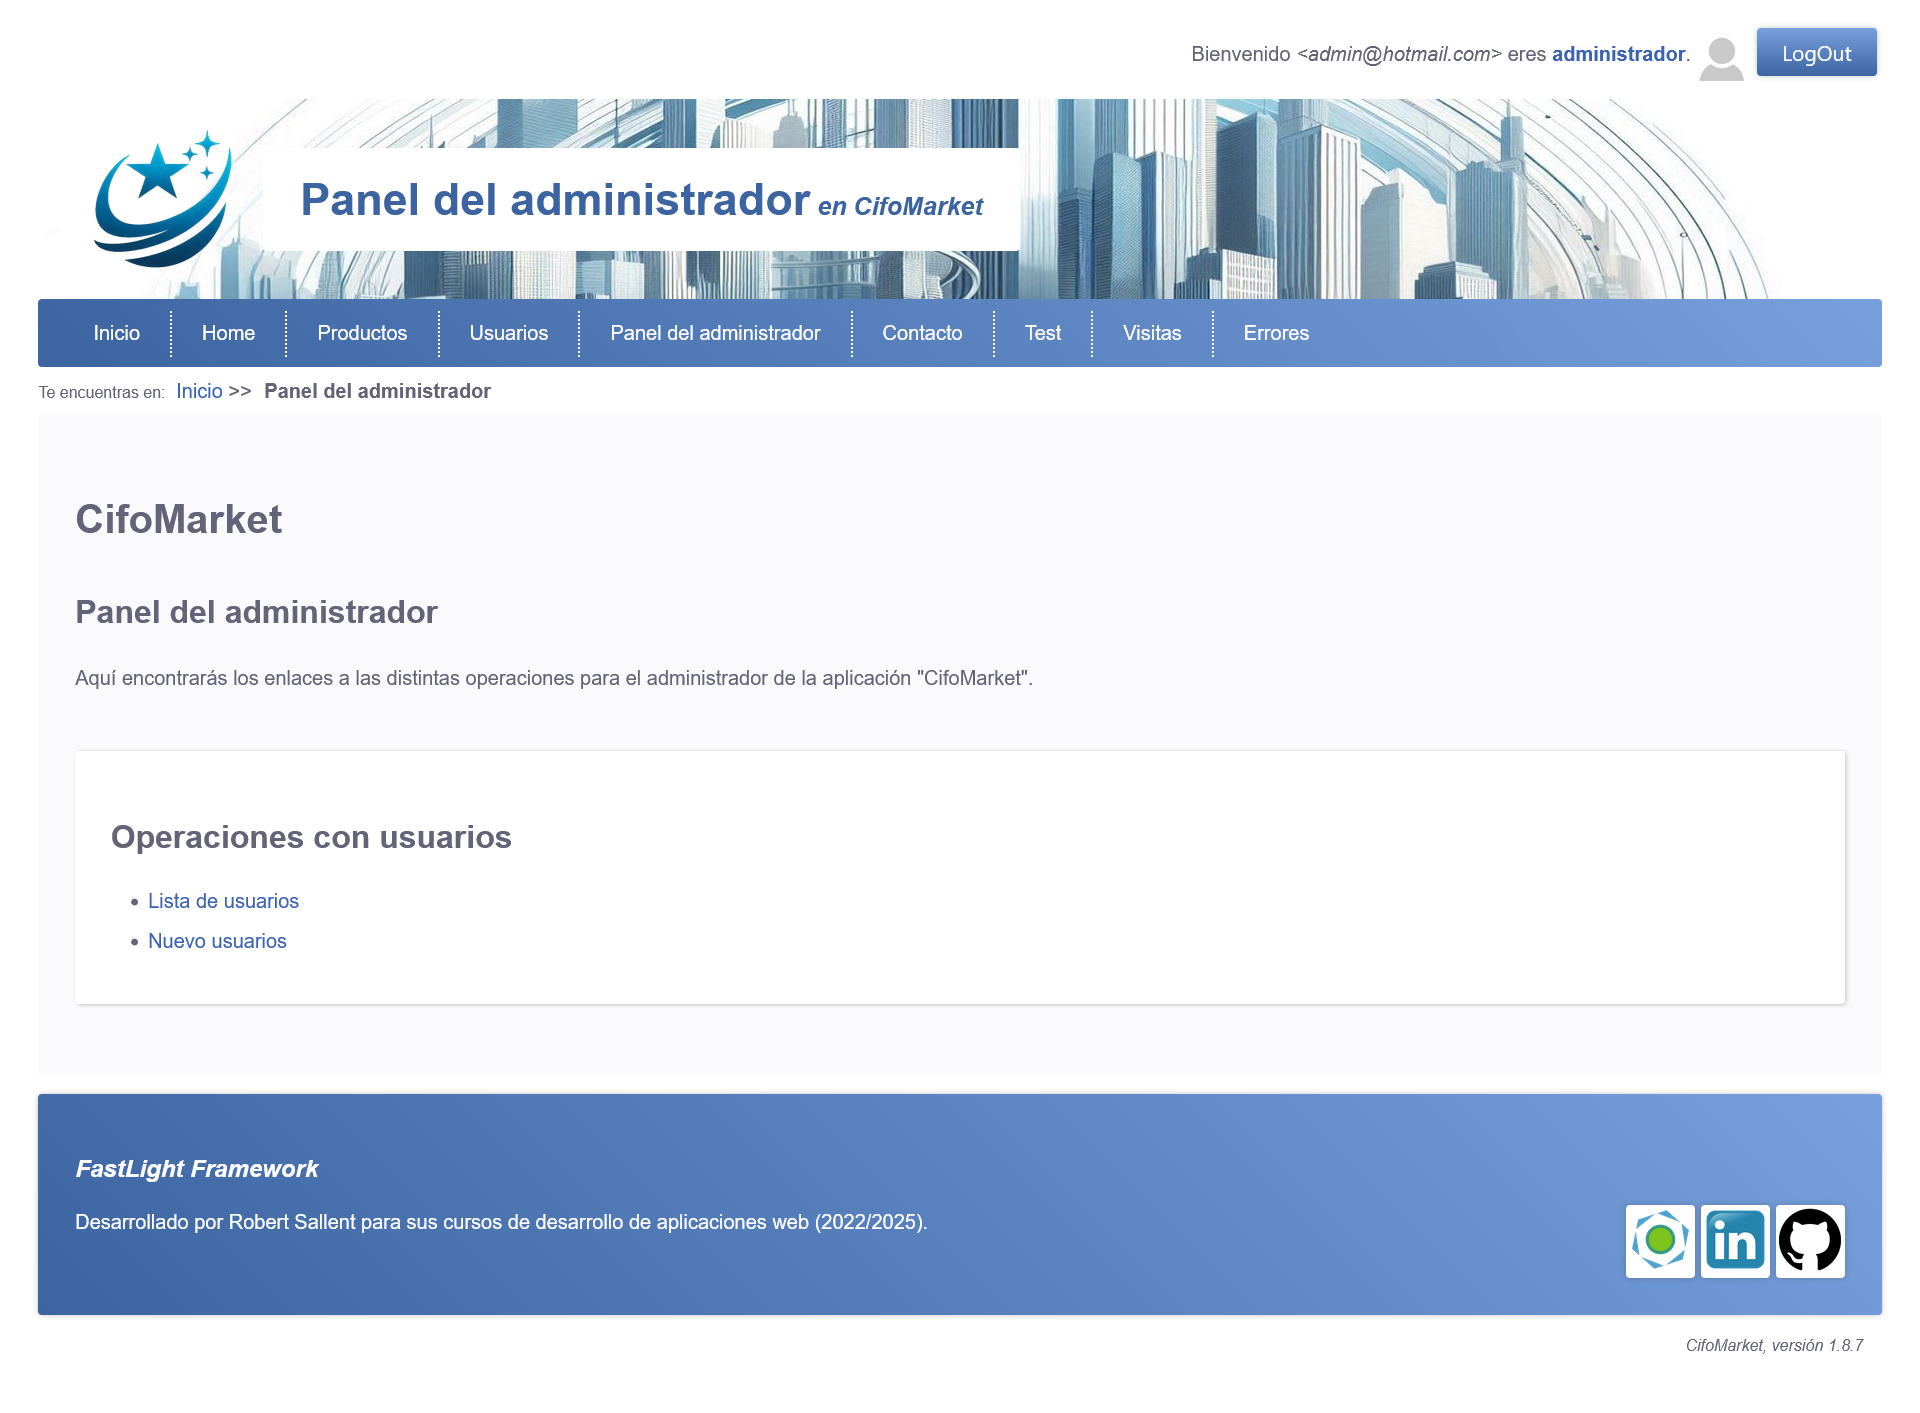 Bienvenido <admin@hotmail.com> eres administrador.
LogOut
Panel del administrador en CifoMarket
Inicio Home Productos Usuarios Panel del administrador Contacto Test Visitas Errores
Te encuentras en: Inicio >> Panel del administrador
CifoMarket
Panel del administrador
Aquí encontrarás los enlaces a las distintas operaciones para el administrador de la aplicación "CifoMarket".
Operaciones con usuarios
• Lista de usuarios
• Nuevo usuarios
FastLight Framework
Desarrollado por Robert Sallent para sus cursos de desarrollo de aplicaciones web (2022/2025).
in
CifoMarket, versión 1.8.7